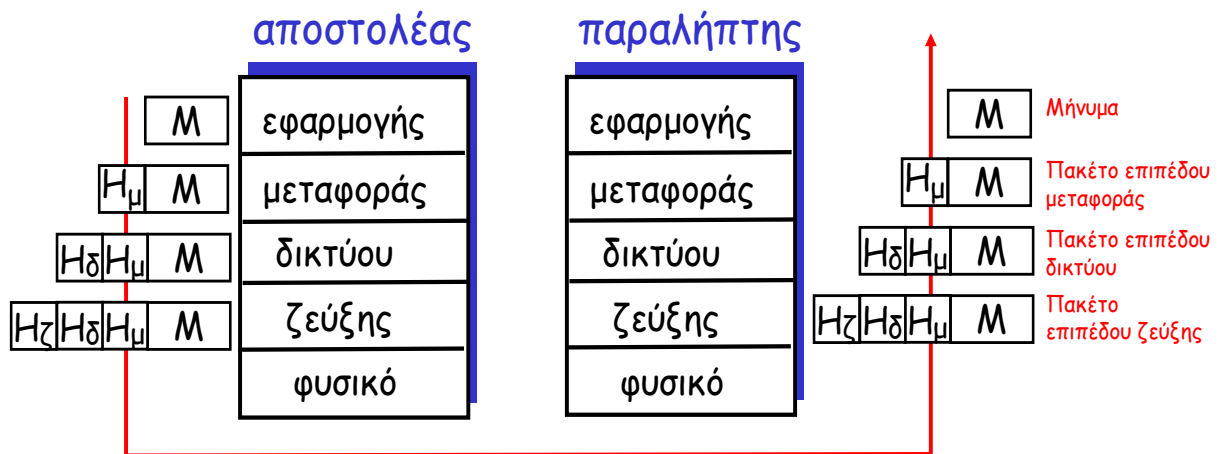 αποστολέας παραλήπτης
M εφαρμογής εφαρμογής M Μήνυμα
Hμ M μεταφοράς μεταφοράς Hμ M Πακέτο επιπέδου
μεταφοράς
Hδ Hμ M δικτύου δικτύου Hδ Hμ M Πακέτο επιπέδου
δικτύου
Hζ Hδ Hμ M ζεύξης ζεύξης Hζ Hδ Hμ M Πακέτο
επιπέδου ζεύξης
φυσικό φυσικό